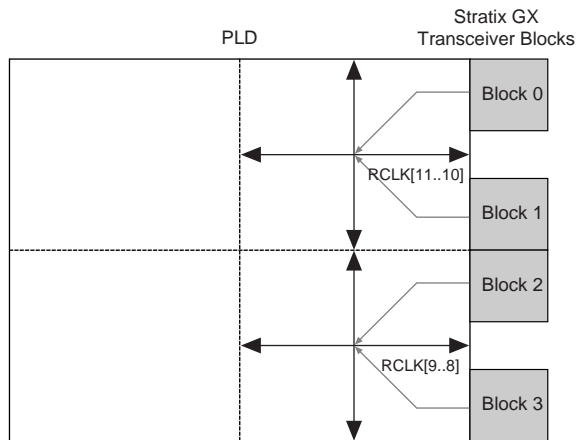 Stratix GX
PLD
Transceiver Blocks
Block 0
RCLK[11..10]
Block 1
Block 2
RCLK[9..8]
Block 3